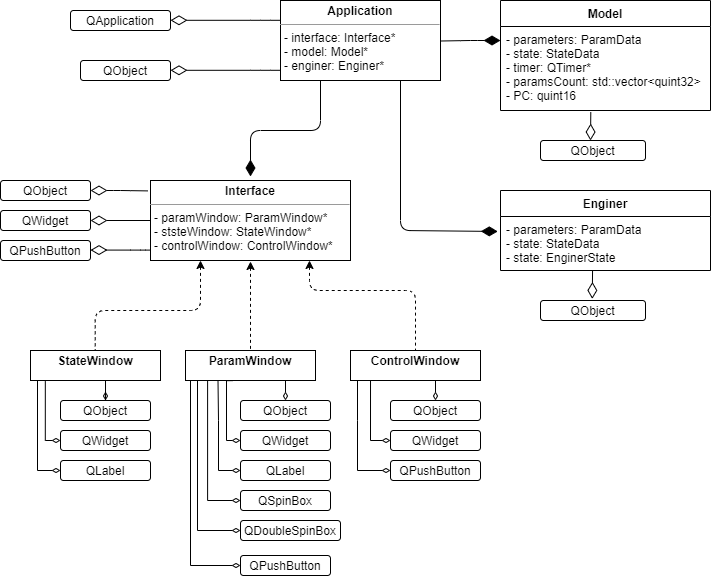 QApplication
QObject
Application
- interface: Interface*
- model: Model*
- enginer: Enginer*
Model
- parameters: ParamData
- state: StateData
- timer: QTimer*
- paramsCount: std::vector<quint32>
- PC: quint16
QObject
QObject
QWidget
QPushButton
Interface
- paramWindow: ParamWindow*
- ststeWindow: StateWindow*
- controlWindow: ControlWindow*
Enginer
- parameters: ParamData
- state: StateData
- state: EnginerState
QObject
StateWindow
QObject
QWidget
QLabel
ParamWindow
QObject
QWidget
QLabel
QSpinBox
QDoubleSpinBox
QPushButton
ControlWindow
QObject
QWidget
QPushButton